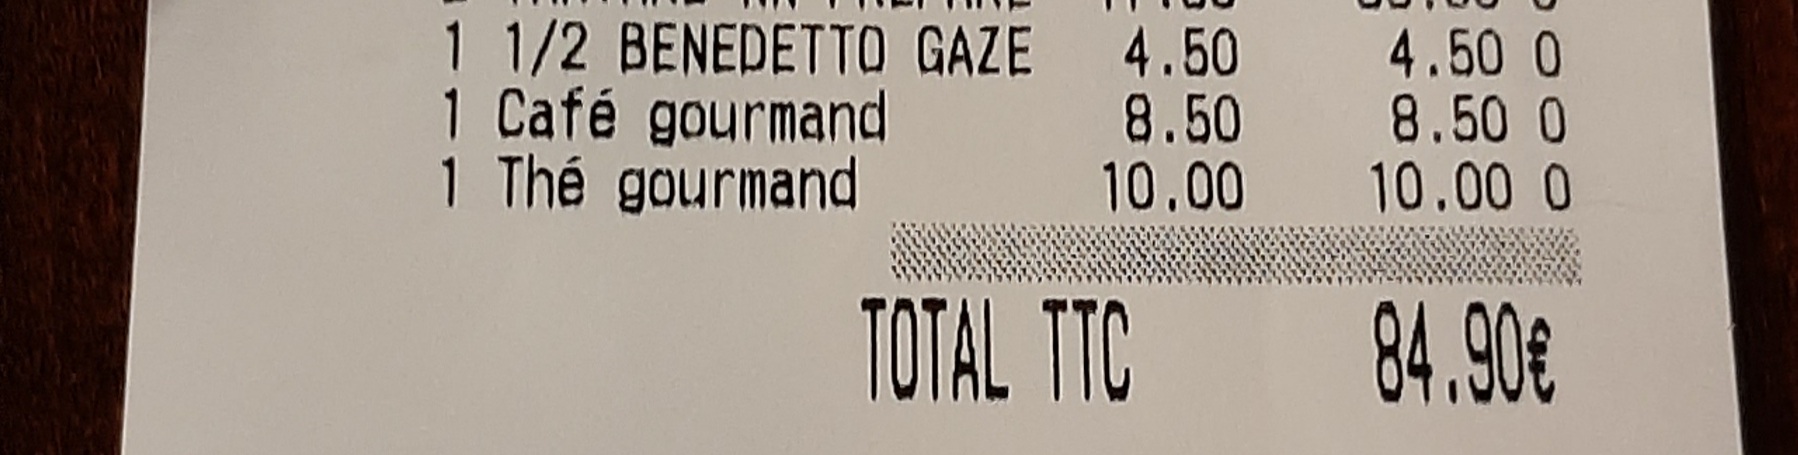 1 1/2 BENEDETTO GAZE 4.50 4.50 0
1 Café gourmand 8.50 8.50 0
1 Thé gourmand 10.00 10.00 0
TOTAL TTC 84.90€